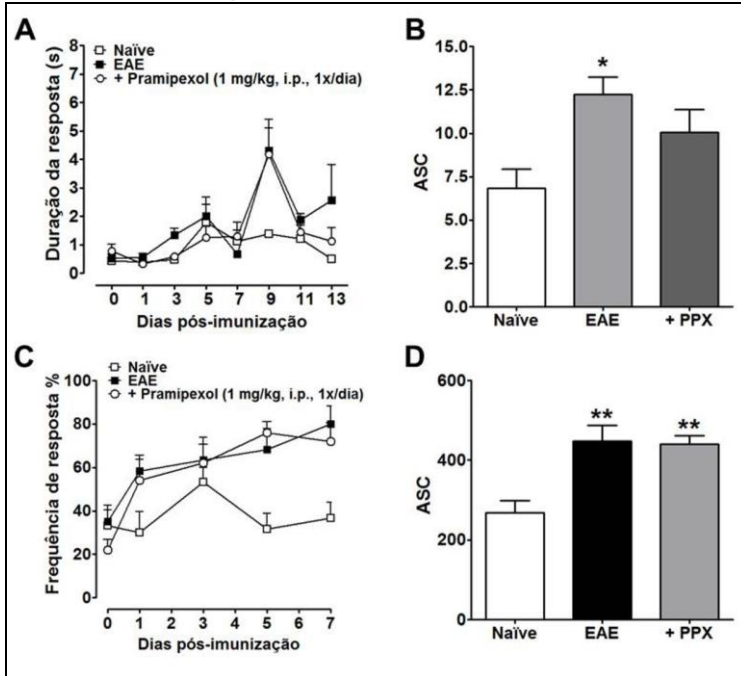 A
Naïve
EAE
+ Pramipexol (1 mg/kg, i.p., 1x/dia)
Duração da resposta (s)
8
7
6
5
4
3
2
1
0
0 1 3 5 7 9 11 13
Dias pós-imunização
B
*
ASC
15.0
12.5
10.0
7.5
5.0
2.5
0.0
Naïve EAE + PPX
C
Naïve
EAE
+ Pramipexol (1 mg/kg, i.p., 1x/dia)
Frequência de resposta %
100
80
60
40
20
0
0 1 2 3 4 5 6 7
Dias pós-imunização
D
** **
ASC
600
400
200
0
Naïve EAE + PPX